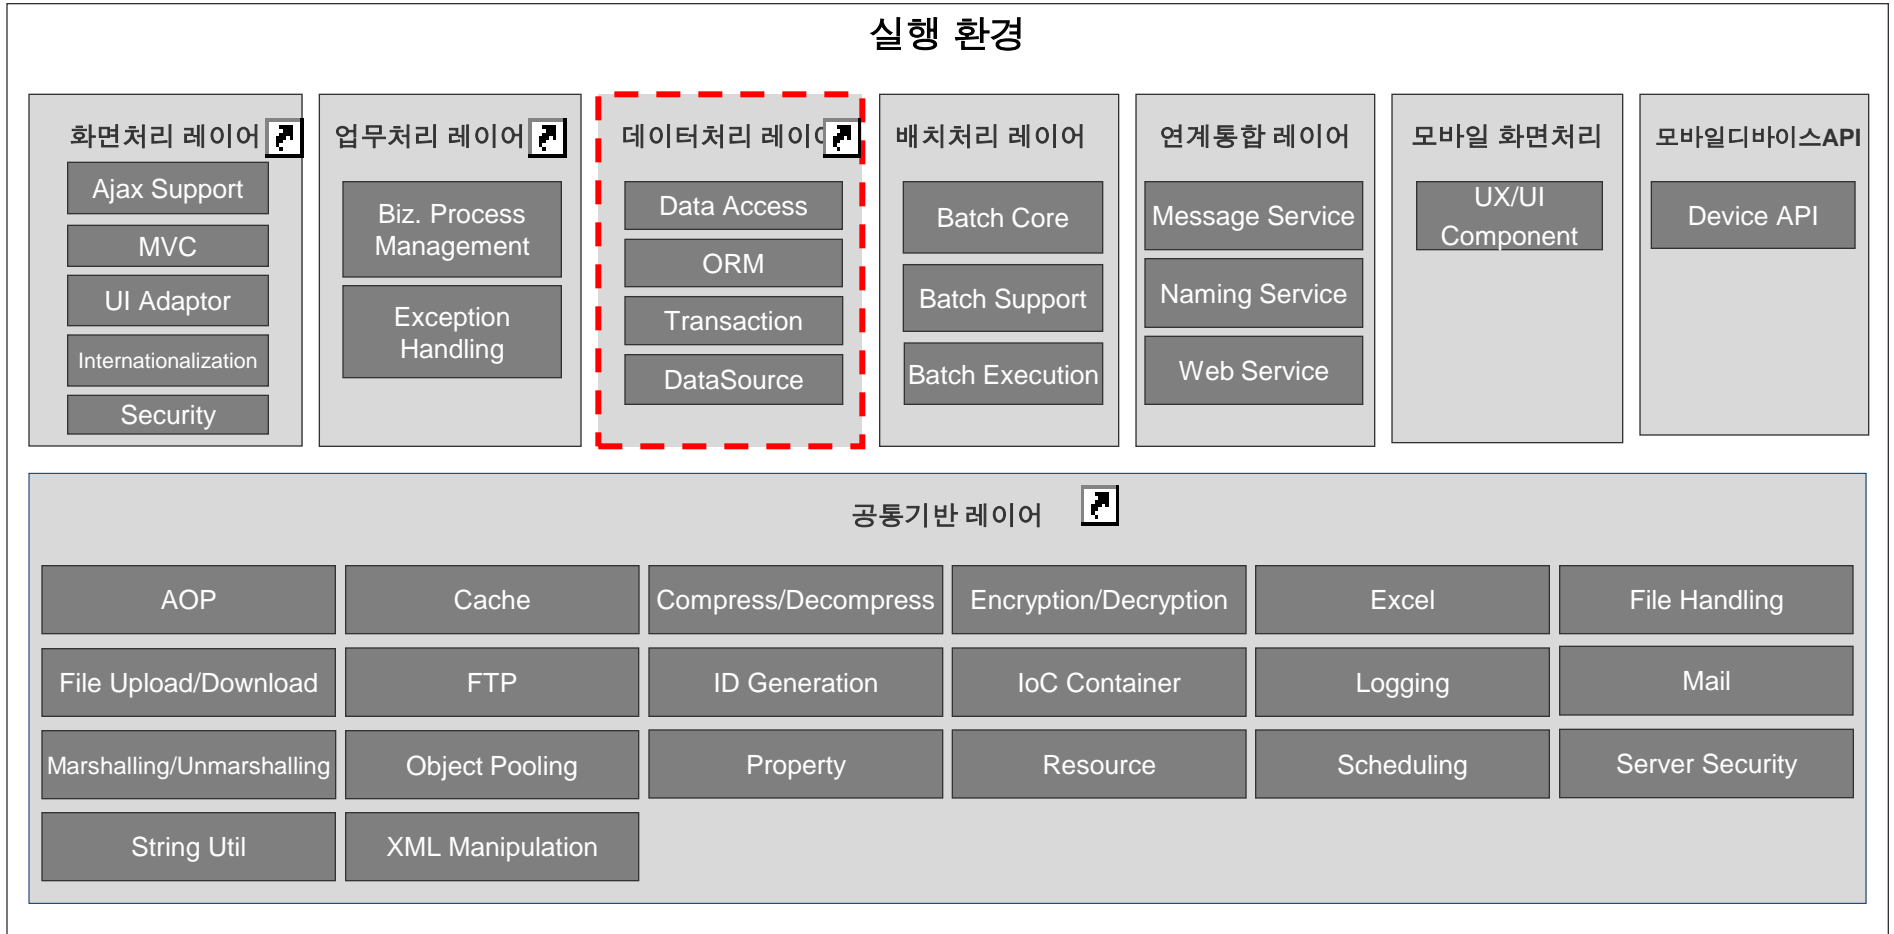 실행 환경
화면처리 레이어
Ajax Support
MVC
UI Adaptor
Internationalization
Security
업무처리 레이어
Biz. Process
Management
Exception
Handling
데이터처리 레이어
Data Access
ORM
Transaction
DataSource
배치처리 레이어
Batch Core
Batch Support
Batch Execution
연계통합 레이어
Message Service
Naming Service
Web Service
모바일 화면처리
UX/UI
Component
모바일디바이스API
Device API
공통기반 레이어
AOP
Cache
Compress/Decompress
Encryption/Decryption
Excel
File Handling
File Upload/Download
FTP
ID Generation
IoC Container
Logging
Mail
Marshalling/Unmarshalling
Object Pooling
Property
Resource
Scheduling
Server Security
String Util
XML Manipulation